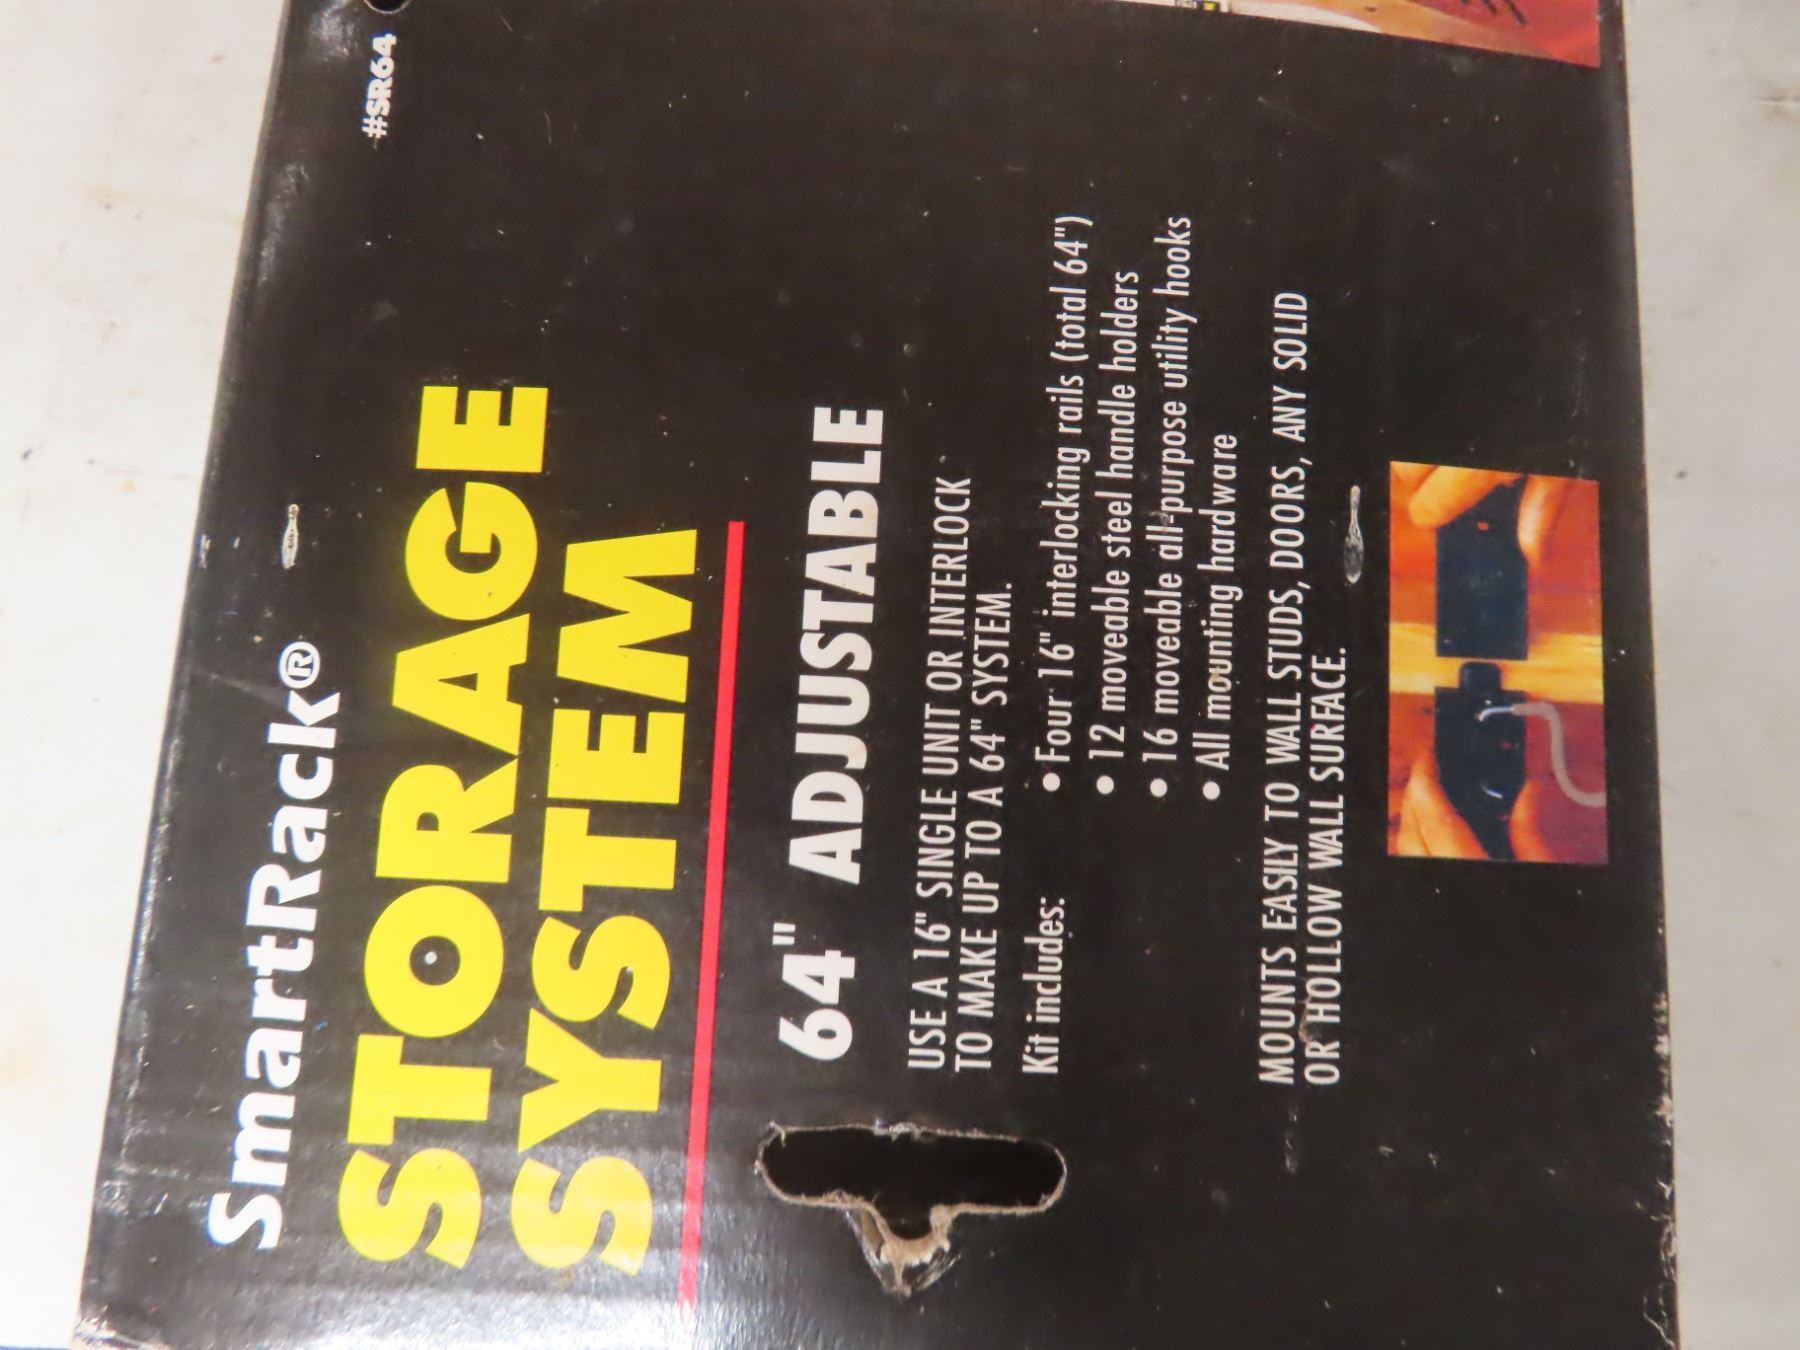 #SR64
SmartRack®
STORAGE
SYSTEM
64" ADJUSTABLE
USE A 16" SINGLE UNIT OR INTERLOCK
TO MAKE UP TO A 64" SYSTEM.
Kit includes:
• Four 16" interlocking rails (total 64")
• 12 moveable steel handle holders
• 16 moveable all-purpose utility hooks
• All mounting hardware
MOUNTS EASILY TO WALL STUDS, DOORS, ANY SOLID
OR HOLLOW WALL SURFACE.